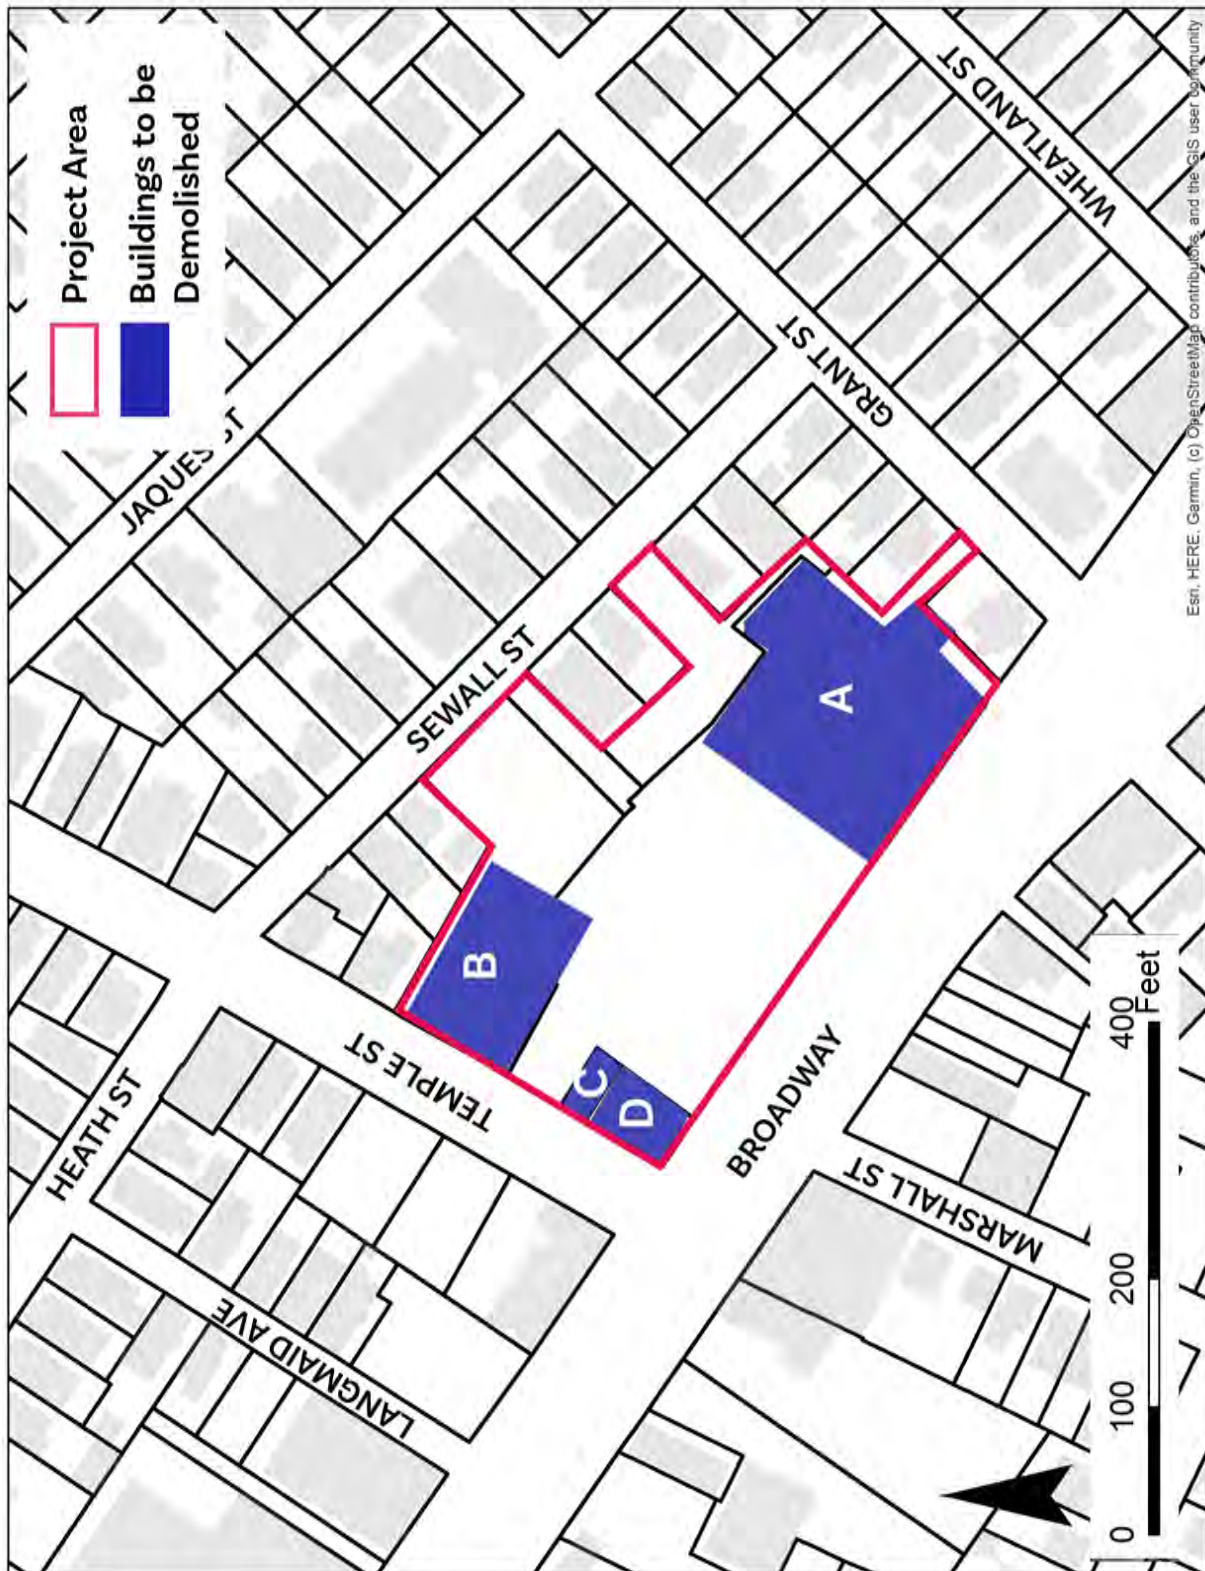 Project Area
Buildings to be
Demolished
JAQUES ST
WHEATLAND ST
GRANT ST
SEWALL ST
A
B
C
D
TEMPLE ST
HEATH ST
LANGMAID AVE
BROADWAY
MARSHALL ST
0 100 200 400
Feet
Esri, HERE, Garmin, (c) OpenStreetMap contributors, and the GIS user community